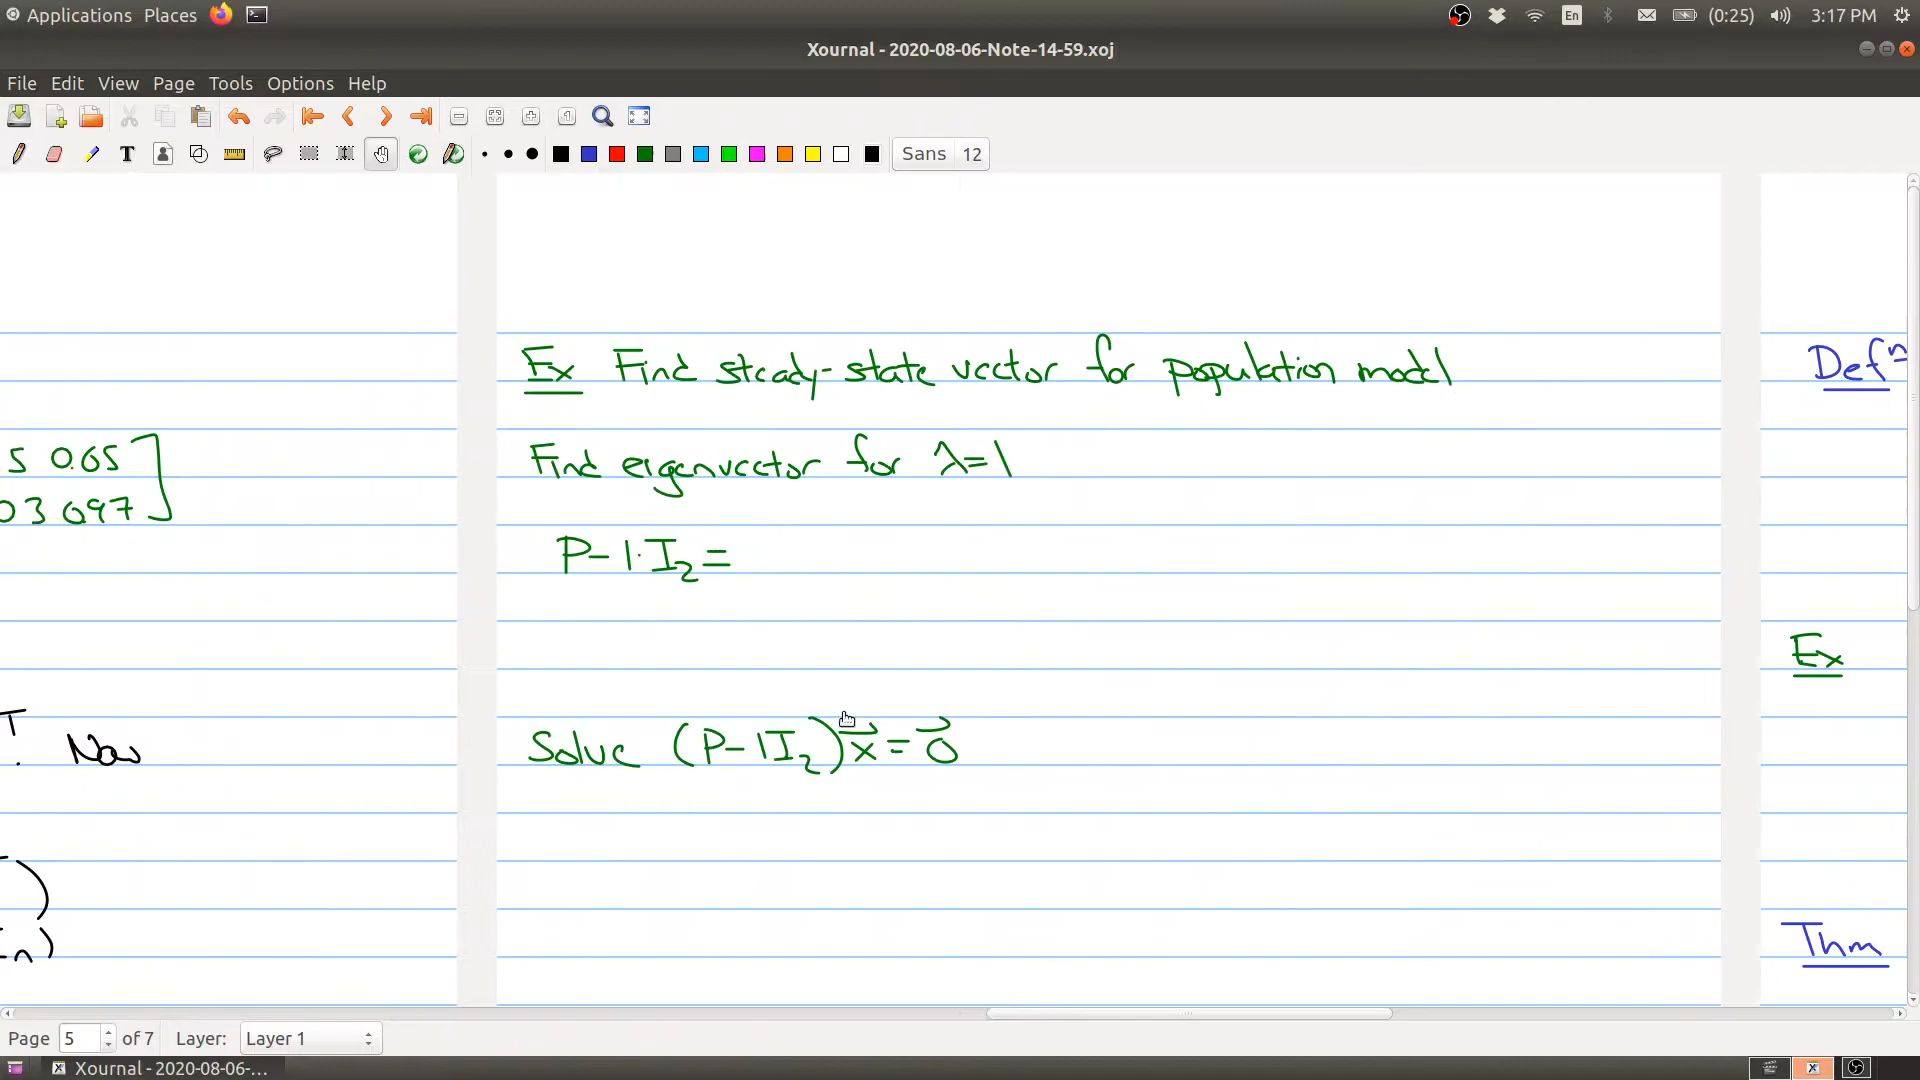 Applications Places En (0:25) 3:17 PM
Xournal - 2020-08-06-Note-14-59.xoj
File Edit View Page Tools Options Help
T Sans 12
Ex Find steady-state vector for population model
Defⁿ
5 0.05
03 0.97
Find eigenvector for λ=1
P-1·I₂=
Ex
T
. Now
Solve (P-1I₂)x⃗=0⃗
)
n)
Thm
Page 5 of 7 Layer: Layer 1
Xournal - 2020-08-06-...